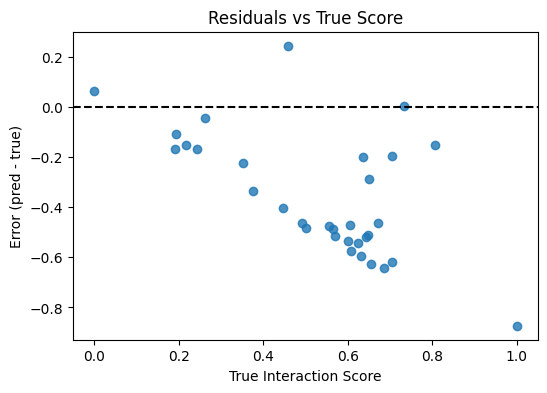 Residuals vs True Score
Error (pred - true)
0.2
0.0
−0.2
−0.4
−0.6
−0.8
0.0 0.2 0.4 0.6 0.8 1.0
True Interaction Score